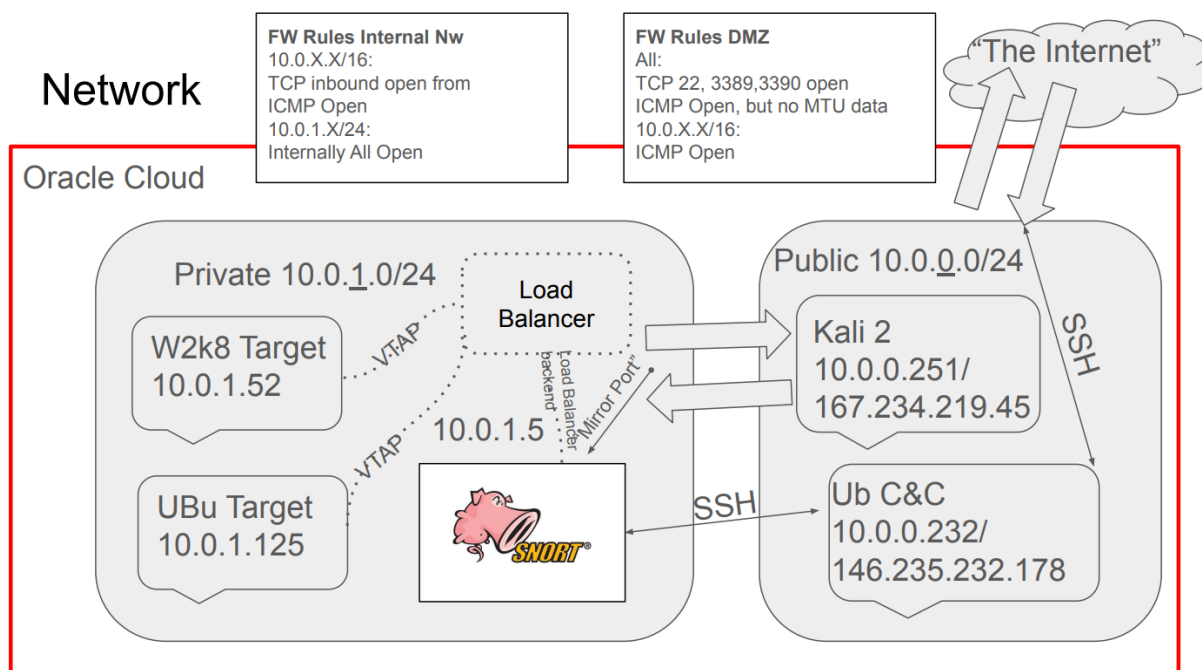 FW Rules Internal Nw
10.0.X.X/16:
TCP inbound open from
ICMP Open
10.0.1.X/24:
Internally All Open
FW Rules DMZ
All:
TCP 22, 3389,3390 open
ICMP Open, but no MTU data
10.0.X.X/16:
ICMP Open
“The Internet”
Network
Oracle Cloud
Private 10.0.1.0/24
Load
Balancer
VTAP
W2k8 Target
10.0.1.52
VTAP
UBu Target
10.0.1.125
Load Balancer
backend
“Mirror Port”
10.0.1.5
SNORT®
SSH
Public 10.0.0.0/24
Kali 2
10.0.0.251/
167.234.219.45
SSH
Ub C&C
10.0.0.232/
146.235.232.178